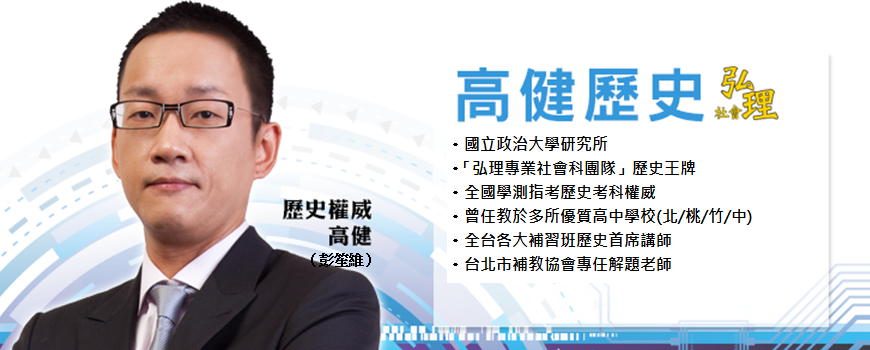 高健歷史 弘理
社會
• 國立政治大學研究所
•「弘理專業社會科團隊」歷史王牌
• 全國學測指考歷史考科權威
• 曾任教於多所優質高中學校(北/桃/竹/中)
• 全台各大補習班歷史首席講師
• 台北市補教協會專任解題老師
歷史權威
高健
（彭笙維）